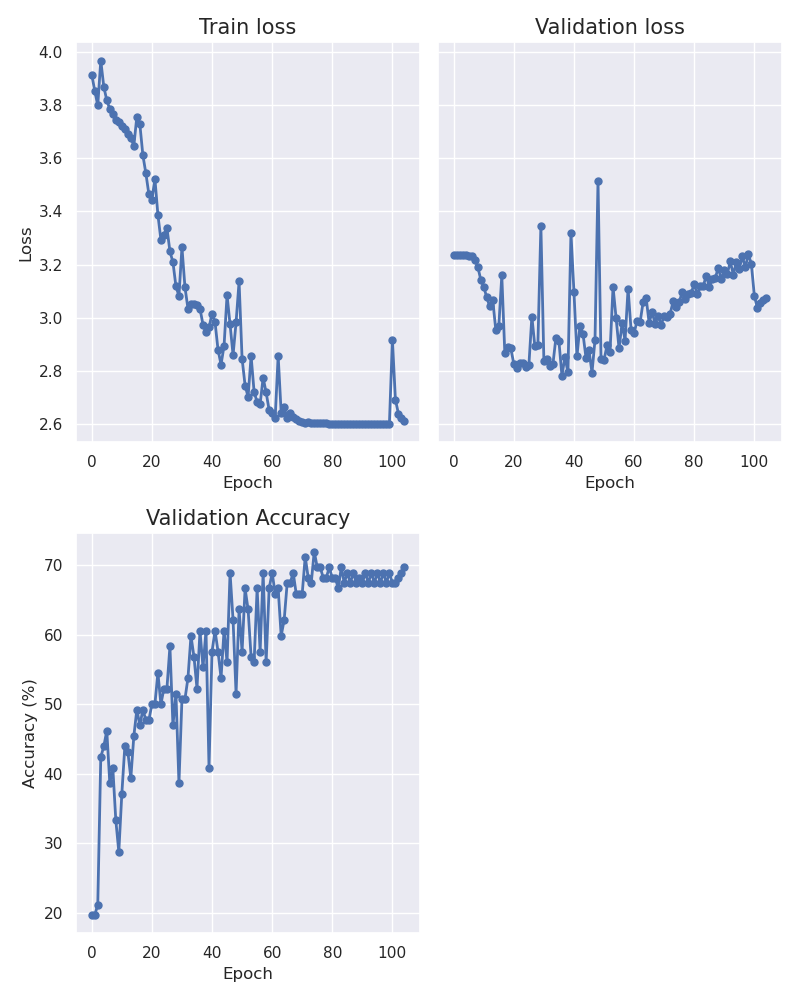 Train loss
Validation loss
4.0
3.8
3.6
3.4
3.2
3.0
2.8
2.6
Loss
0 20 40 60 80 100
0 20 40 60 80 100
Epoch
Epoch
Validation Accuracy
70
60
50
40
30
20
Accuracy (%)
0 20 40 60 80 100
Epoch